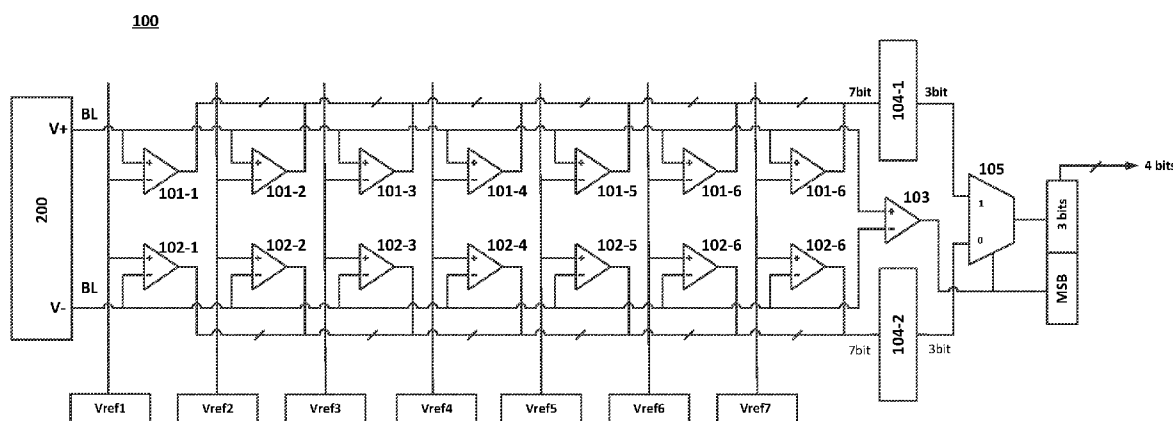 100
7bit
104-1
3bit
BL
V+
+
-
101-1
+
-
101-2
+
-
101-3
+
-
101-4
+
-
101-5
+
-
101-6
+
-
101-6
4 bits
105
200
103
+
-
1
0
3 bits
MSB
102-1
+
-
102-2
+
-
102-3
+
-
102-4
+
-
102-5
+
-
102-6
+
-
102-6
+
-
BL
V-
7bit
104-2
3bit
Vref1
Vref2
Vref3
Vref4
Vref5
Vref6
Vref7